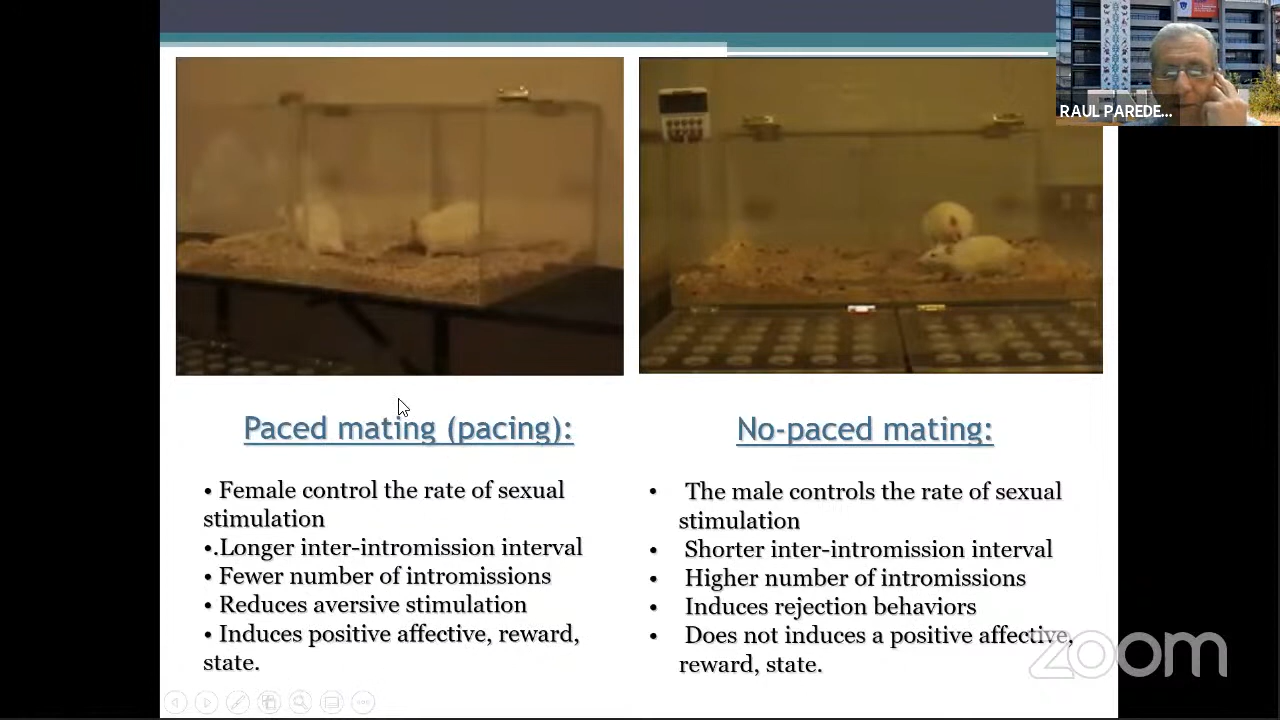 RAUL PAREDE...
Paced mating (pacing):
• Female control the rate of sexual
stimulation
•.Longer inter-intromission interval
• Fewer number of intromissions
• Reduces aversive stimulation
• Induces positive affective, reward,
state.
No-paced mating:
• The male controls the rate of sexual
stimulation
• Shorter inter-intromission interval
• Higher number of intromissions
• Induces rejection behaviors
• Does not induces a positive affective,
reward, state.
zoom